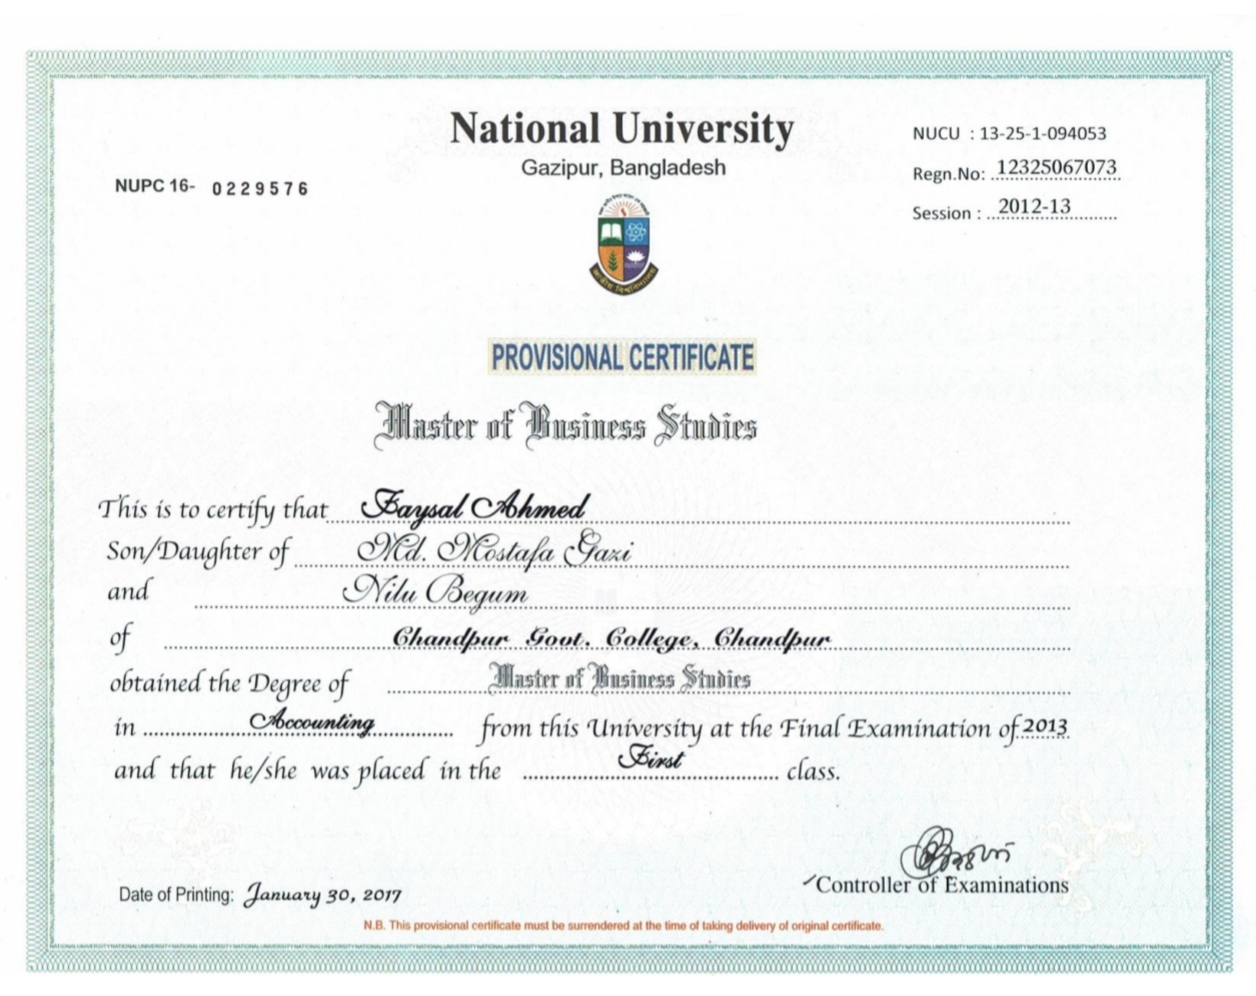 National University
Gazipur, Bangladesh
NUCU : 13-25-1-094053
Regn.No: 12325067073
Session : 2012-13
NUPC 16- 0229576
জাতীয় বিশ্ববিদ্যালয়
PROVISIONAL CERTIFICATE
Master of Business Studies
This is to certify that Faysal Ahmed
Son/Daughter of Md. Mostafa Gazi
and Nilu Begum
of Chandpur Govt. College, Chandpur
obtained the Degree of Master of Business Studies
in Accounting from this University at the Final Examination of 2013
and that he/she was placed in the First class.
Controller of Examinations
Date of Printing: January 30, 2017
N.B. This provisional certificate must be surrendered at the time of taking delivery of original certificate.